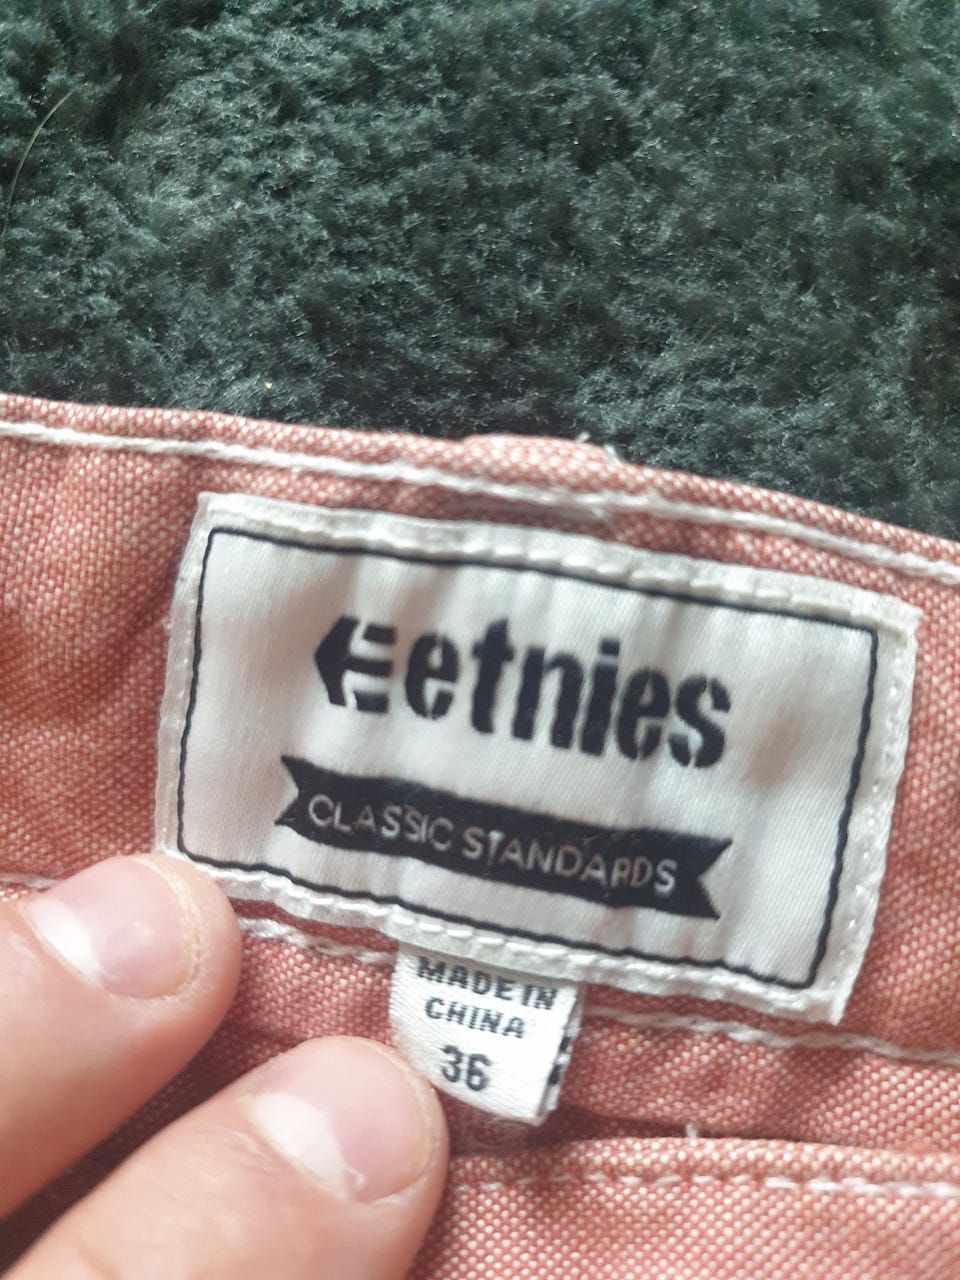 etnies
CLASSIC STANDARDS
MADE IN
CHINA
36